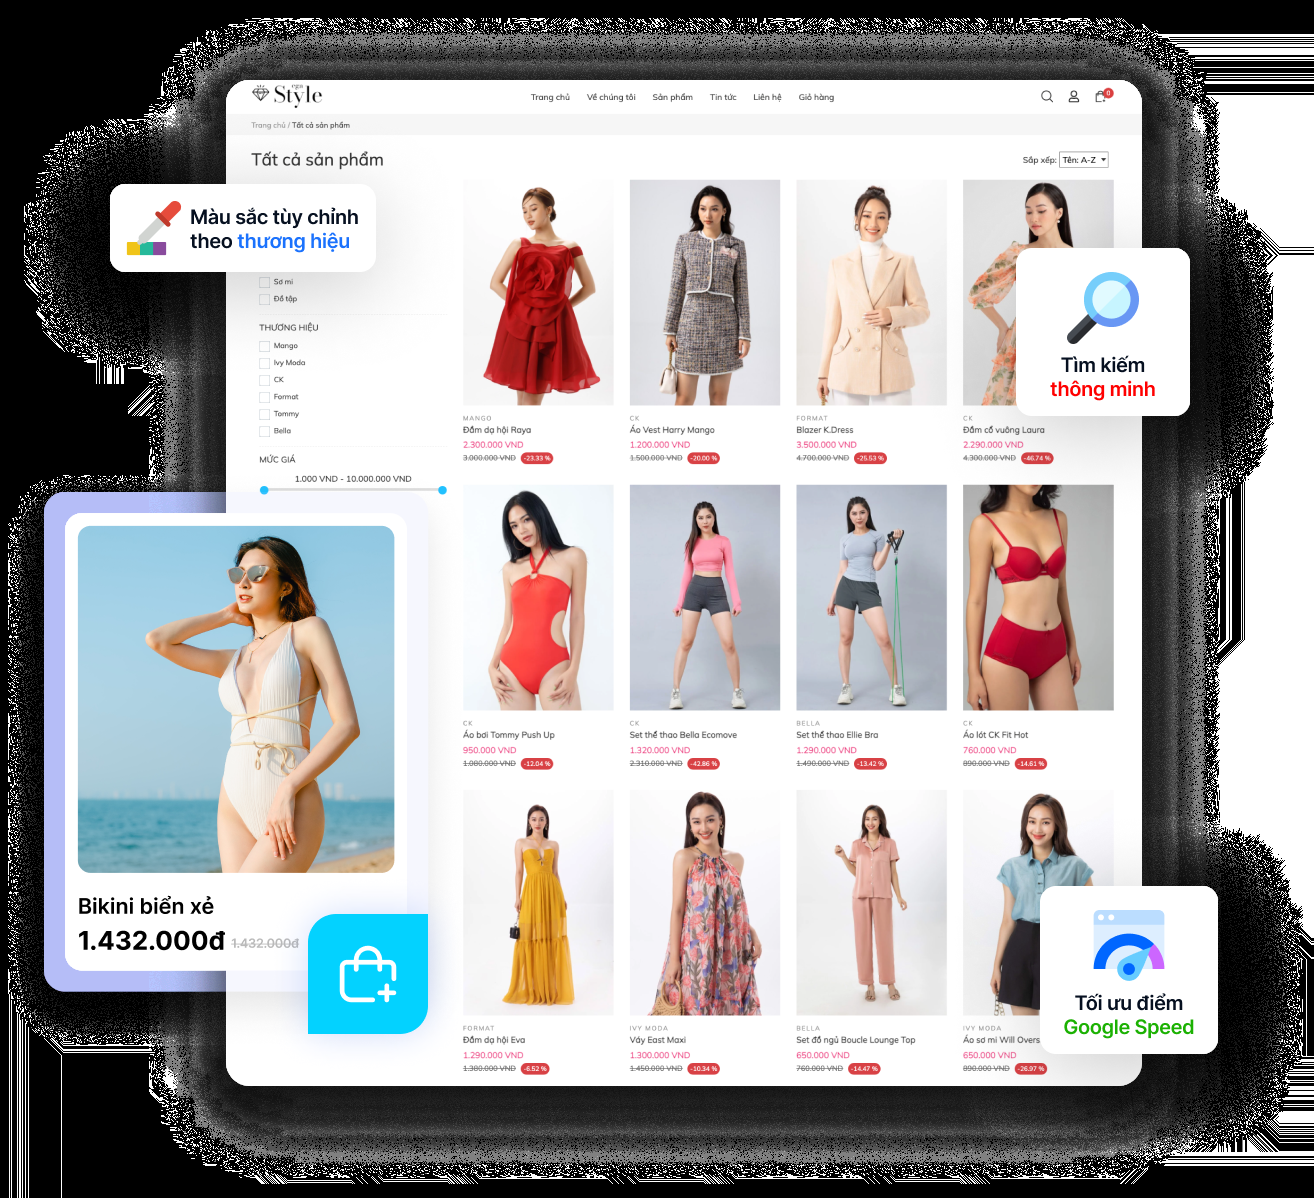 ega
Style
Trang chủ
Về chúng tôi
Sản phẩm
Tin tức
Liên hệ
Giỏ hàng
0
Trang chủ / Tất cả sản phẩm
Tất cả sản phẩm
Sắp xếp: Tên: A-Z
Màu sắc tùy chỉnh
theo thương hiệu
Sơ mi
Đồ tập
THƯƠNG HIỆU
Mango
Ivy Moda
CK
Format
Tommy
Bella
MỨC GIÁ
1.000 VND - 10.000.000 VND
Tìm kiếm
thông minh
MANGO
Đầm dạ hội Raya
2.300.000 VND
3.000.000 VND -23.33 %
CK
Áo Vest Harry Mango
1.200.000 VND
1.500.000 VND -20.00 %
FORMAT
Blazer K.Dress
3.500.000 VND
4.700.000 VND -25.53 %
CK
Đầm cổ vuông Laura
2.290.000 VND
4.300.000 VND -46.74 %
CK
Áo bơi Tommy Push Up
950.000 VND
1.080.000 VND -12.04 %
CK
Set thể thao Bella Ecomove
1.320.000 VND
2.310.000 VND -42.86 %
BELLA
Set thể thao Ellie Bra
1.290.000 VND
1.490.000 VND -13.42 %
CK
Áo lót CK Fit Hot
760.000 VND
890.000 VND -14.61 %
Bikini biển xẻ
1.432.000đ 1.432.000đ
FORMAT
Đầm dạ hội Eva
1.290.000 VND
1.380.000 VND -6.52 %
IVY MODA
Váy East Maxi
1.300.000 VND
1.450.000 VND -10.34 %
BELLA
Set đồ ngủ Boucle Lounge Top
650.000 VND
760.000 VND -14.47 %
IVY MODA
Áo sơ mi Will Overs
650.000 VND
890.000 VND -26.97 %
Tối ưu điểm
Google Speed